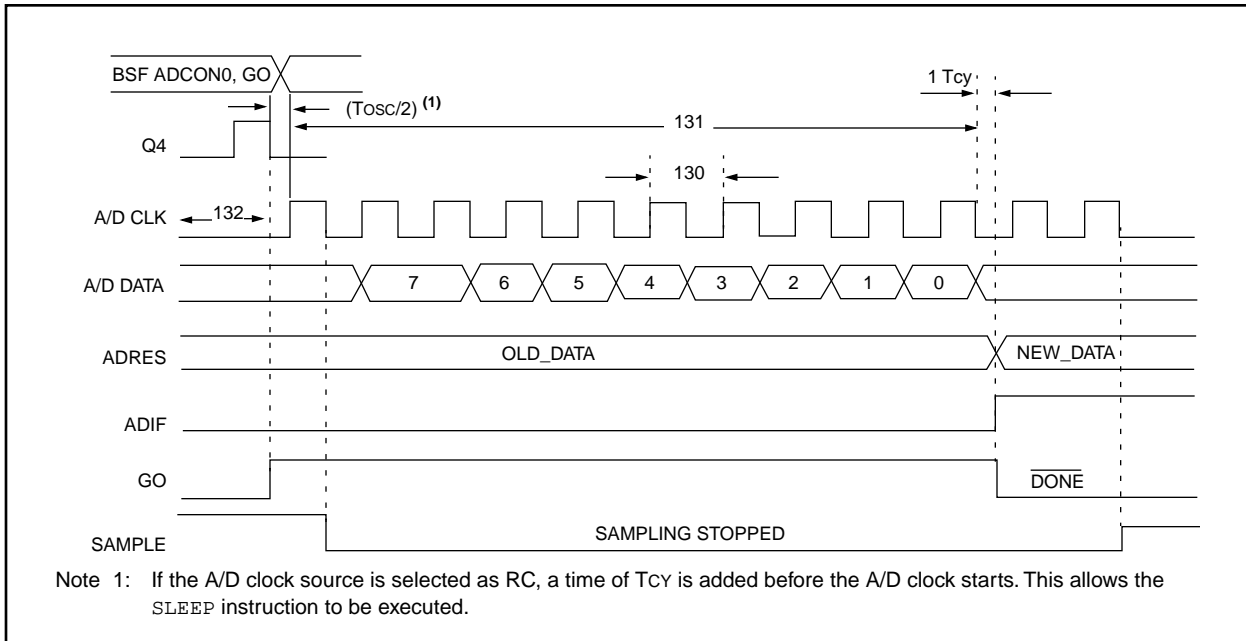 BSF ADCON0, GO
1 TCY
(TOSC/2) (1)
131
Q4
130
A/D CLK
132
A/D DATA
7 6 5 4 3 2 1 0
ADRES
OLD_DATA
NEW_DATA
ADIF
GO
DONE
SAMPLE
SAMPLING STOPPED
Note 1: If the A/D clock source is selected as RC, a time of TCY is added before the A/D clock starts. This allows the
SLEEP instruction to be executed.